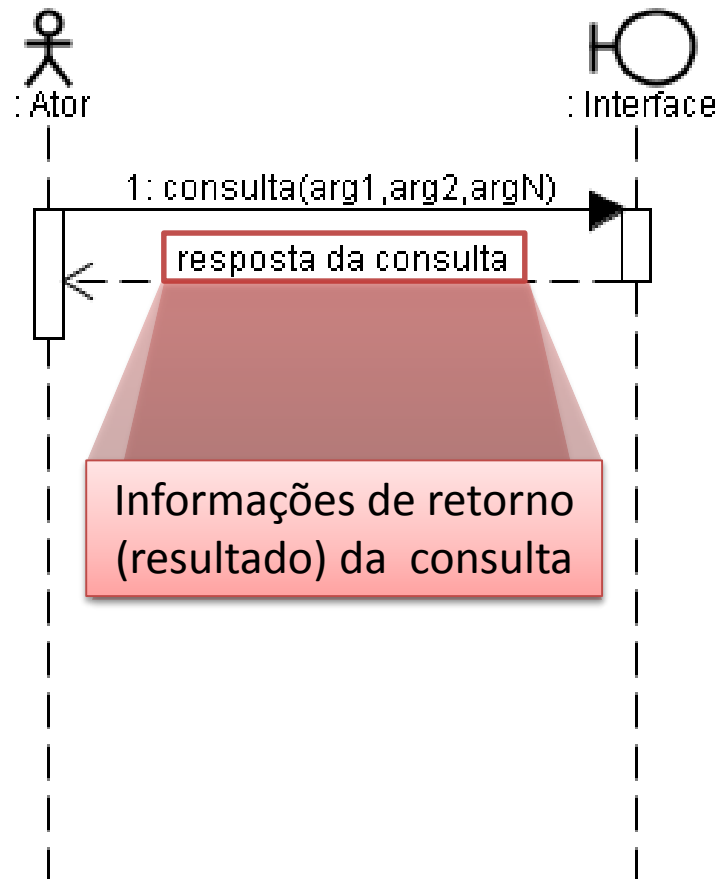 : Ator
: Interface
1: consulta(arg1,arg2,argN)
resposta da consulta
Informações de retorno
(resultado) da consulta